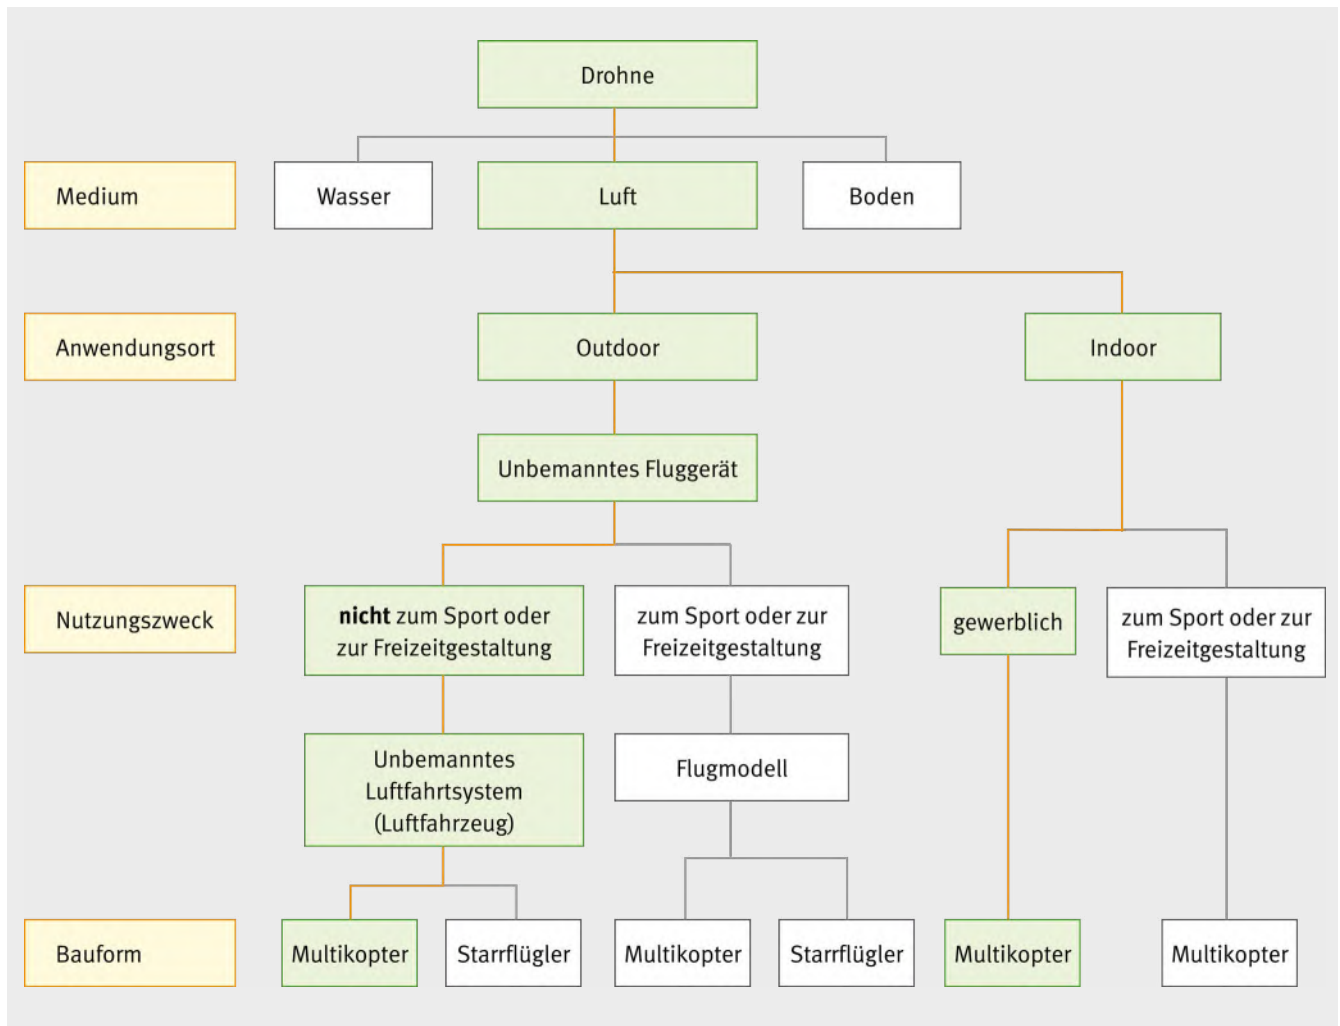 Drohne
Medium
Wasser
Luft
Boden
Anwendungsort
Outdoor
Indoor
Unbemanntes Fluggerät
Nutzungszweck
nicht zum Sport oder
zur Freizeitgestaltung
zum Sport oder zur
Freizeitgestaltung
gewerblich
zum Sport oder zur
Freizeitgestaltung
Unbemanntes
Luftfahrtsystem
(Luftfahrzeug)
Flugmodell
Bauform
Multikopter
Starrflügler
Multikopter
Starrflügler
Multikopter
Multikopter